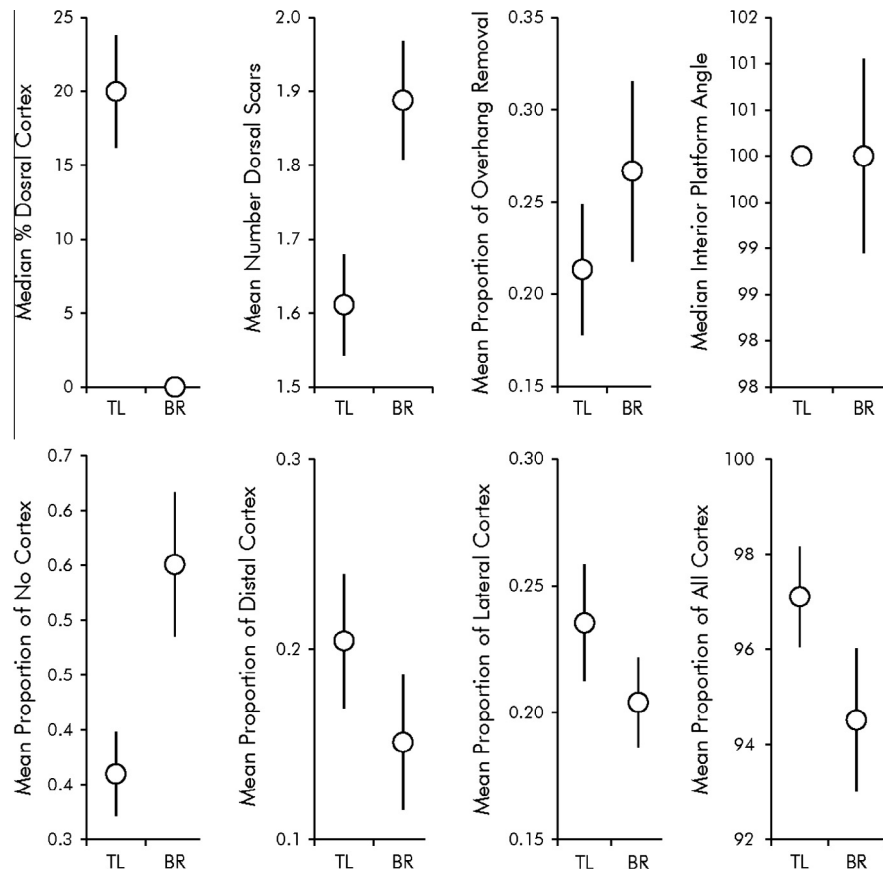 Median % Dosral Cortex
25
20
15
10
5
0
TL BR
Mean Number Dorsal Scars
2.0
1.9
1.8
1.7
1.6
1.5
TL BR
Mean Proportion of Overhang Removal
0.35
0.30
0.25
0.20
0.15
TL BR
Median Interior Platform Angle
102
101
101
100
100
99
99
98
98
TL BR
Mean Proportion of No Cortex
0.7
0.6
0.6
0.5
0.5
0.4
0.4
0.3
TL BR
Mean Proportion of Distal Cortex
0.3
0.2
0.1
TL BR
Mean Proportion of Lateral Cortex
0.30
0.25
0.20
0.15
TL BR
Mean Proportion of All Cortex
100
98
96
94
92
TL BR